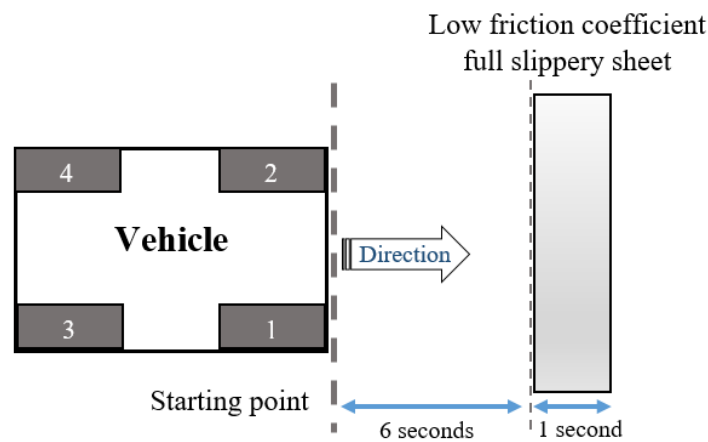 Low friction coefficient
full slippery sheet
4
2
Vehicle
Direction
3
1
Starting point
6 seconds
1 second